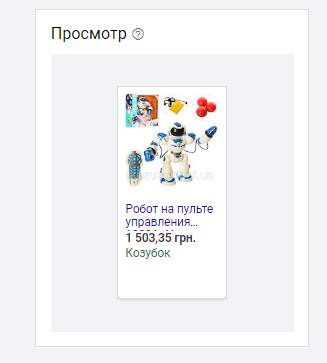 Просмотр
Робот на пульте
управления...
1 503,35 грн.
Козубок